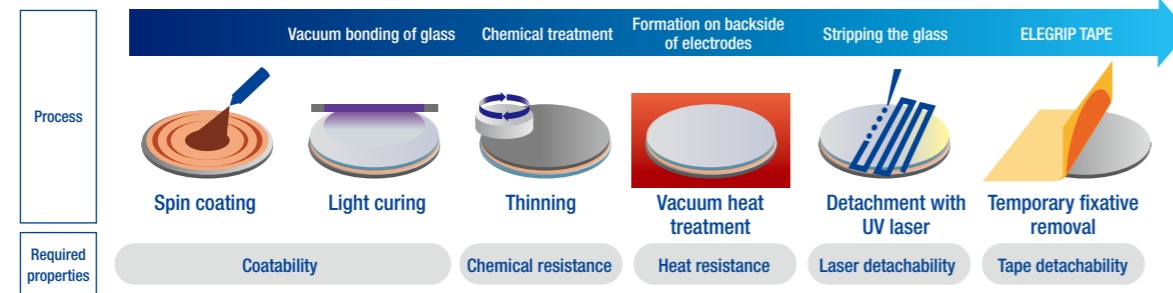 Vacuum bonding of glass
Chemical treatment
Formation on backside
of electrodes
Stripping the glass
ELEGRIP TAPE
Process
Spin coating
Light curing
Thinning
Vacuum heat
treatment
Detachment with
UV laser
Temporary fixative
removal
Required
properties
Coatability
Chemical resistance
Heat resistance
Laser detachability
Tape detachability